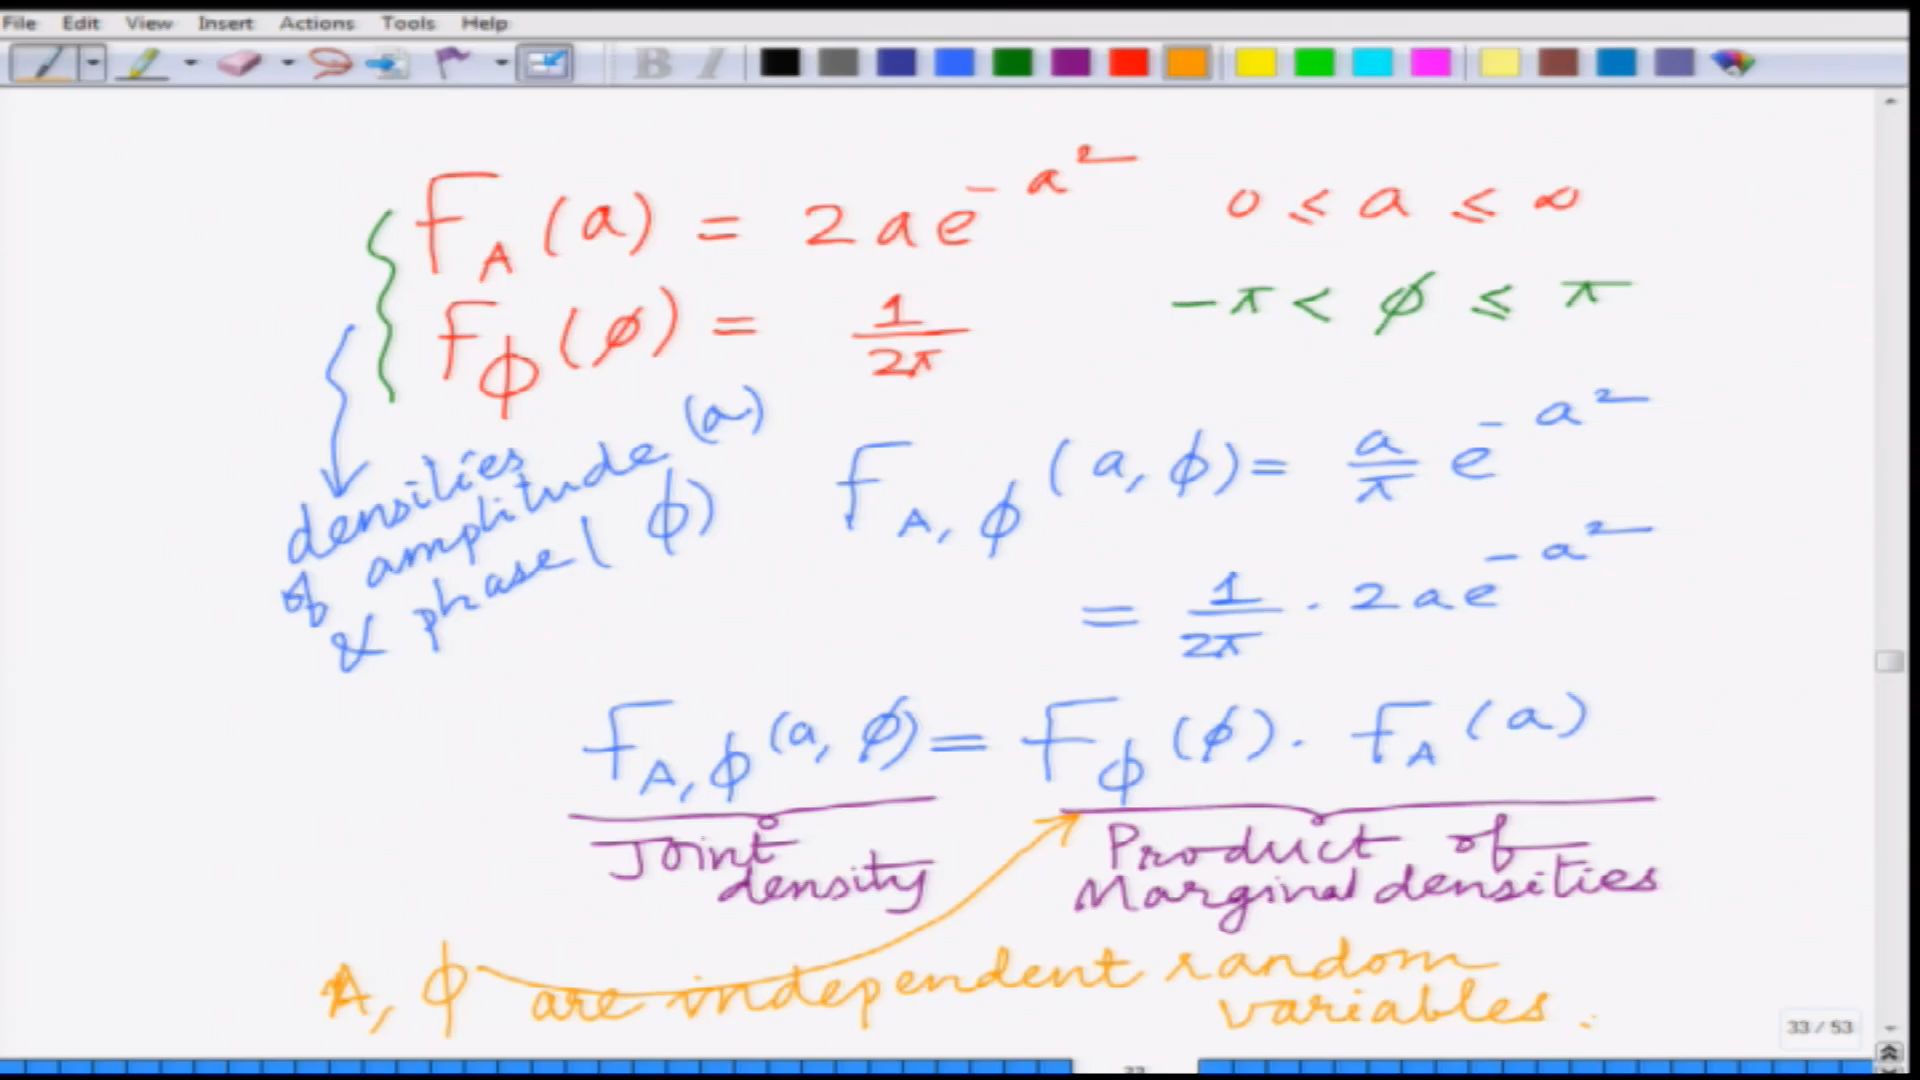 File Edit View Insert Actions Tools Help
B I
F_A (a) = 2ae^{-a^2} 0 ≤ a ≤ ∞
F_Φ (ϕ) = 1/2π -π < ϕ ≤ π
densities
of amplitude (a)
& phase ( ϕ)
F_{A, Φ} (a, ϕ) = a/π e^{-a^2}
= 1/2π . 2ae^{-a^2}
F_{A, Φ} (a, ϕ) = F_Φ (ϕ) . F_A (a)
Joint
density
Product of
Marginal densities
A, Φ are independent random
variables.
33 / 53